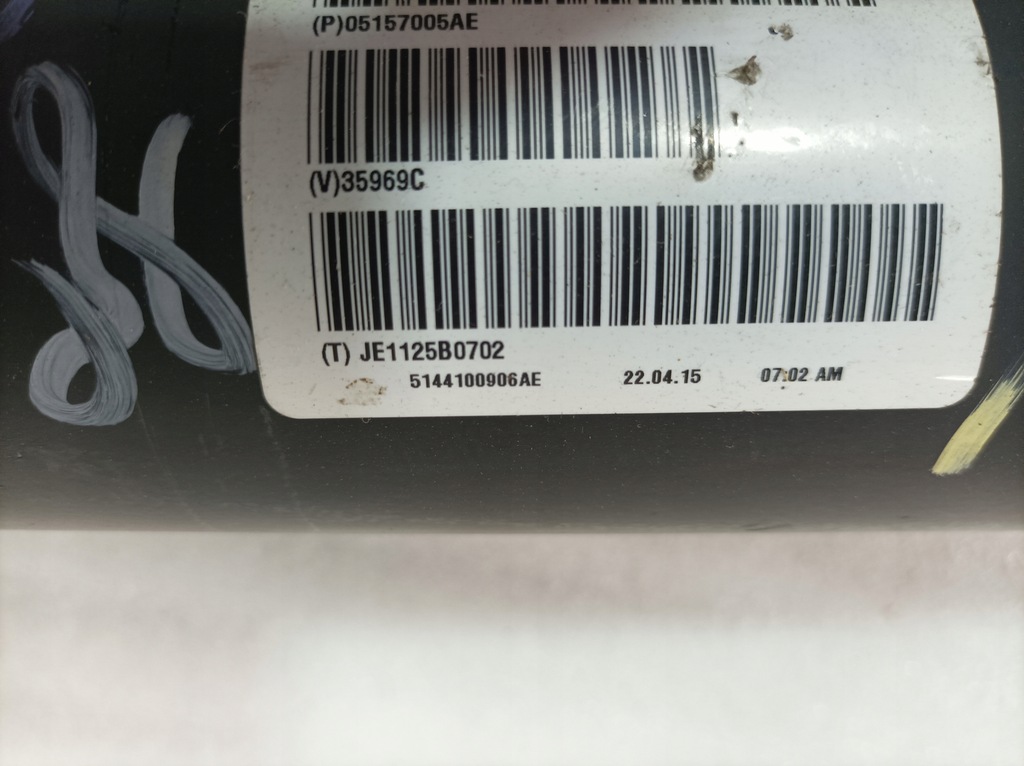 (P)05157005AE
(V)35969C
(T) JE1125B0702
5144100906AE 22.04.15 07:02 AM